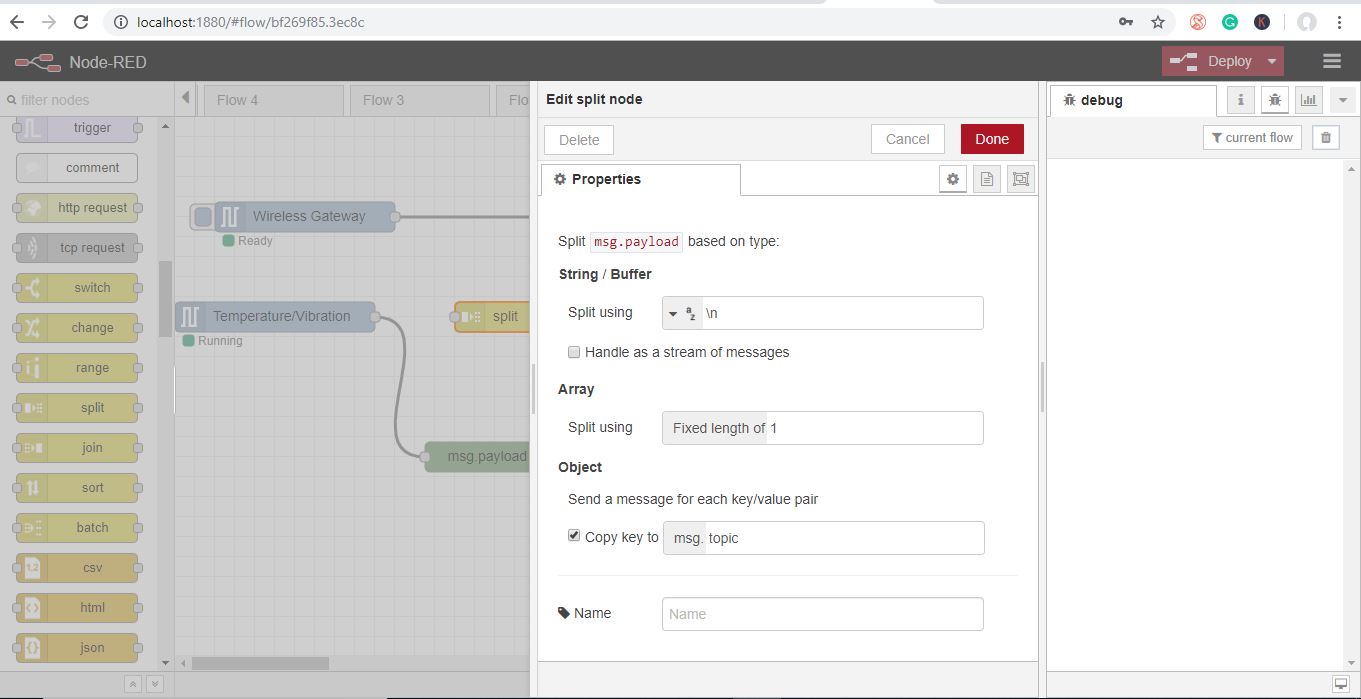 localhost:1880/#flow/bf269f85.3ec8c
K
Node-RED
Deploy
filter nodes
Flow 4
Flow 3
Flo
trigger
comment
http request
tcp request
switch
change
range
split
join
sort
batch
csv
html
json
Wireless Gateway
Ready
Temperature/Vibration
Running
split
msg.payload
Edit split node
Delete
Cancel
Done
Properties
Split msg.payload based on type:
String / Buffer
Split using
a z \n
Handle as a stream of messages
Array
Split using
Fixed length of 1
Object
Send a message for each key/value pair
Copy key to msg. topic
Name
Name
debug
i
current flow